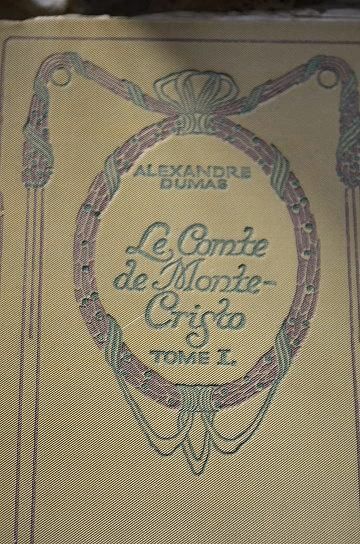 ALEXANDRE
DUMAS
Le Comte
de Monte-
Cristo
TOME I.